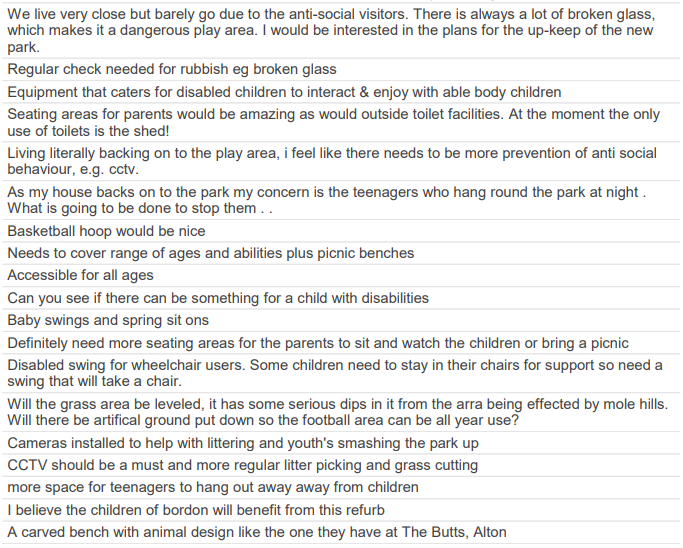 We live very close but barely go due to the anti-social visitors. There is always a lot of broken glass,
which makes it a dangerous play area. I would be interested in the plans for the up-keep of the new
park.
Regular check needed for rubbish eg broken glass
Equipment that caters for disabled children to interact & enjoy with able body children
Seating areas for parents would be amazing as would outside toilet facilities. At the moment the only
use of toilets is the shed!
Living literally backing on to the play area, i feel like there needs to be more prevention of anti social
behaviour, e.g. cctv.
As my house backs on to the park my concern is the teenagers who hang round the park at night .
What is going to be done to stop them . .
Basketball hoop would be nice
Needs to cover range of ages and abilities plus picnic benches
Accessible for all ages
Can you see if there can be something for a child with disabilities
Baby swings and spring sit ons
Definitely need more seating areas for the parents to sit and watch the children or bring a picnic
Disabled swing for wheelchair users. Some children need to stay in their chairs for support so need a
swing that will take a chair.
Will the grass area be leveled, it has some serious dips in it from the arra being effected by mole hills.
Will there be artifical ground put down so the football area can be all year use?
Cameras installed to help with littering and youth's smashing the park up
CCTV should be a must and more regular litter picking and grass cutting
more space for teenagers to hang out away away from children
I believe the children of bordon will benefit from this refurb
A carved bench with animal design like the one they have at The Butts, Alton